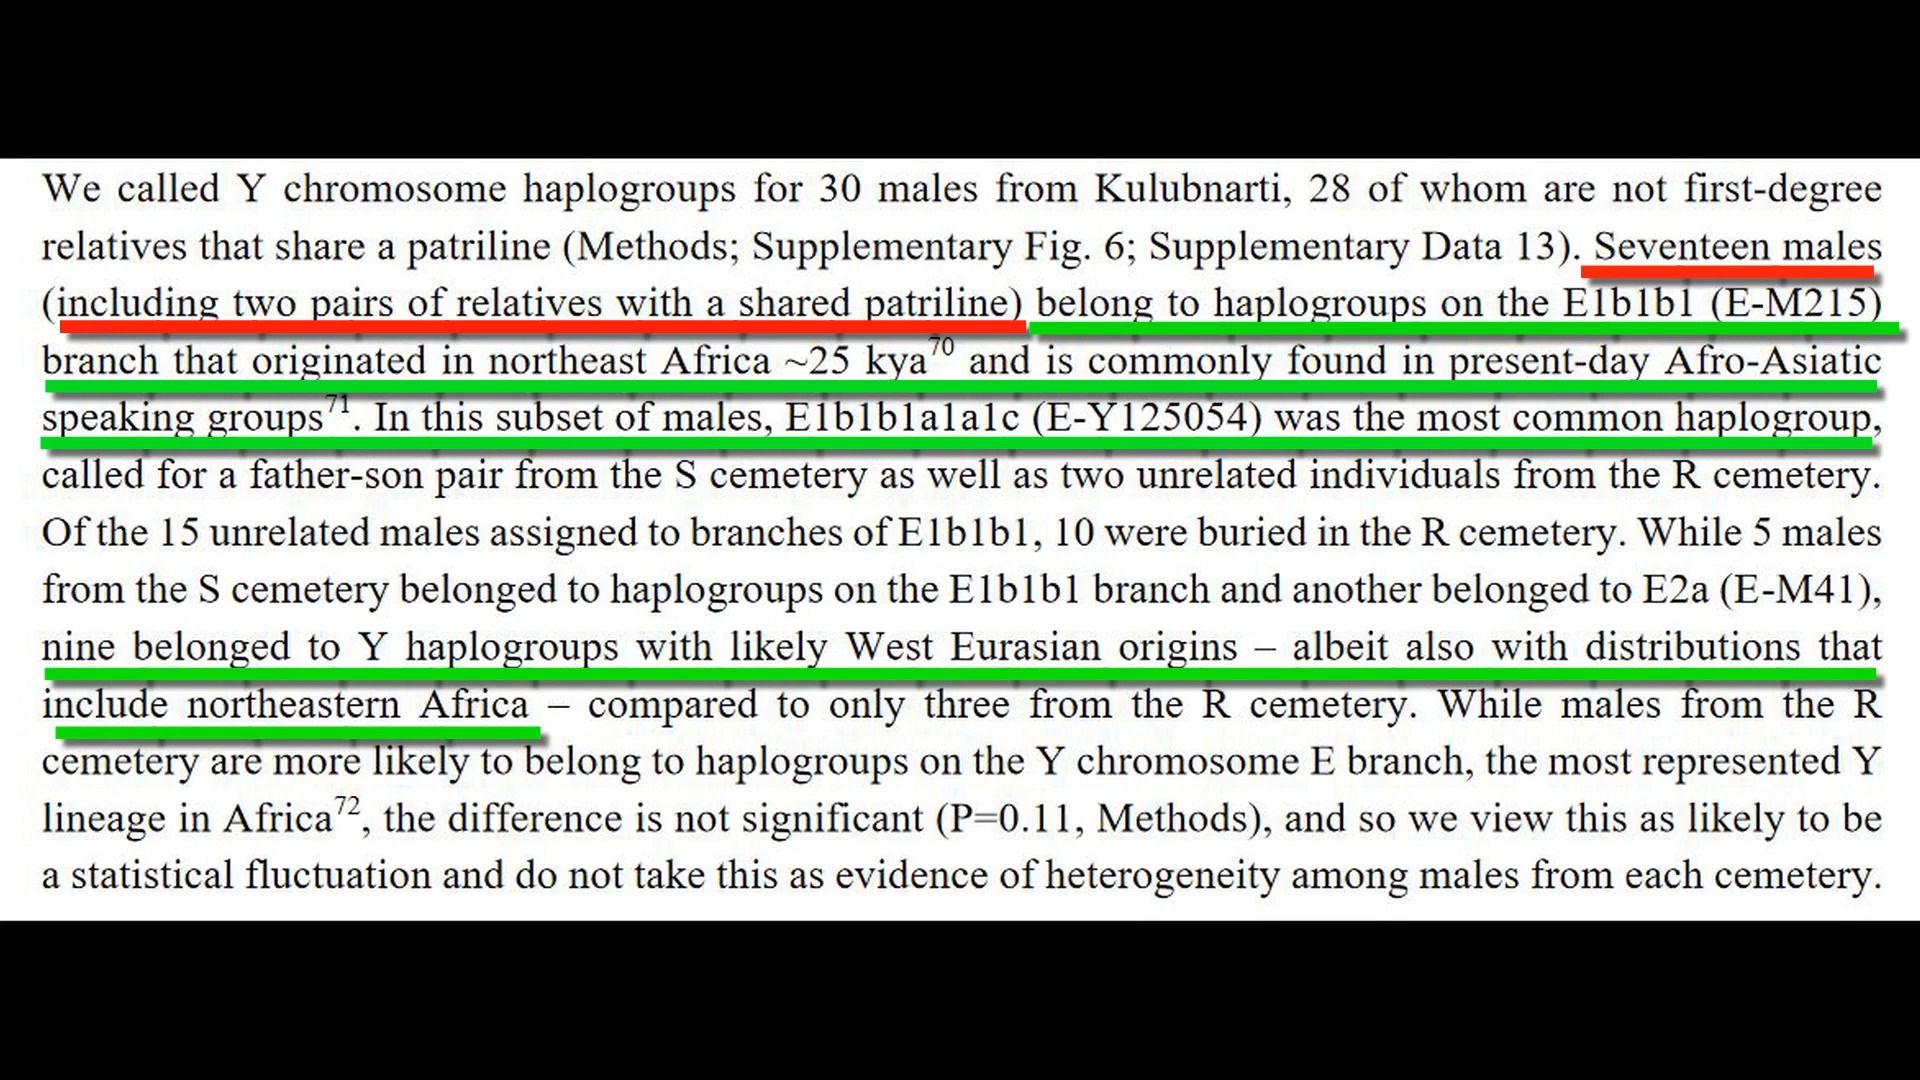 We called Y chromosome haplogroups for 30 males from Kulubnarti, 28 of whom are not first-degree
relatives that share a patriline (Methods; Supplementary Fig. 6; Supplementary Data 13). Seventeen males
(including two pairs of relatives with a shared patriline) belong to haplogroups on the E1b1b1 (E-M215)
branch that originated in northeast Africa ~25 kya70 and is commonly found in present-day Afro-Asiatic
speaking groups71. In this subset of males, E1b1b1a1a1c (E-Y125054) was the most common haplogroup,
called for a father-son pair from the S cemetery as well as two unrelated individuals from the R cemetery.
Of the 15 unrelated males assigned to branches of E1b1b1, 10 were buried in the R cemetery. While 5 males
from the S cemetery belonged to haplogroups on the E1b1b1 branch and another belonged to E2a (E-M41),
nine belonged to Y haplogroups with likely West Eurasian origins – albeit also with distributions that
include northeastern Africa – compared to only three from the R cemetery. While males from the R
cemetery are more likely to belong to haplogroups on the Y chromosome E branch, the most represented Y
lineage in Africa72, the difference is not significant (P=0.11, Methods), and so we view this as likely to be
a statistical fluctuation and do not take this as evidence of heterogeneity among males from each cemetery.